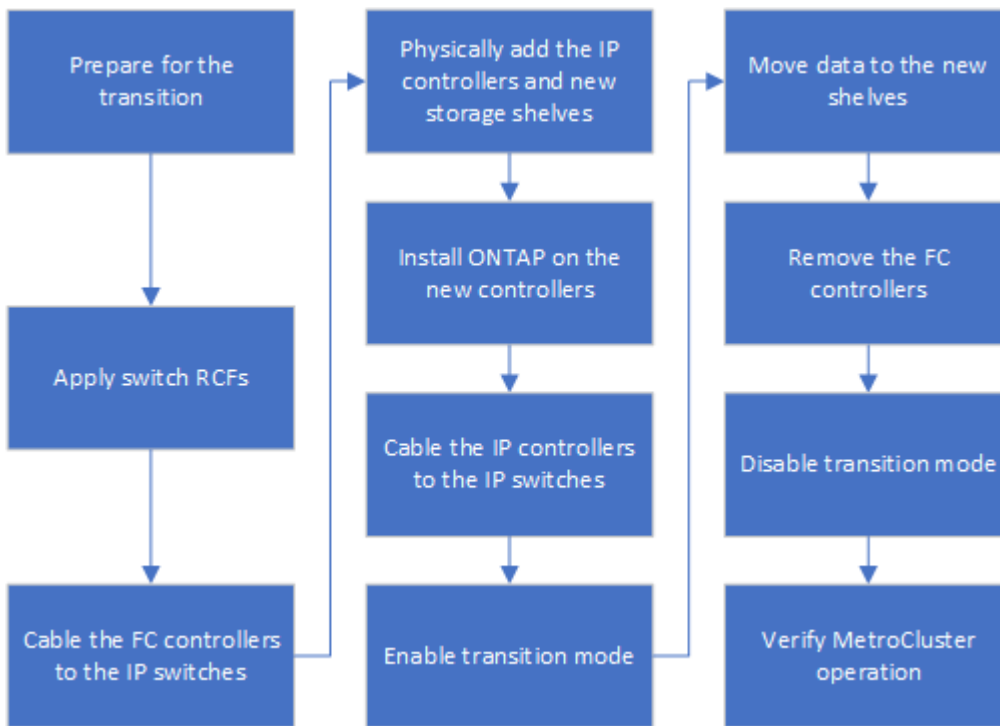 Prepare for the
transition
Apply switch RCFs
Cable the FC controllers
to the IP switches
Physically add the IP
controllers and new
storage shelves
Install ONTAP on the
new controllers
Cable the IP controllers
to the IP switches
Enable transition mode
Move data to the new
shelves
Remove the FC
controllers
Disable transition mode
Verify MetroCluster
operation